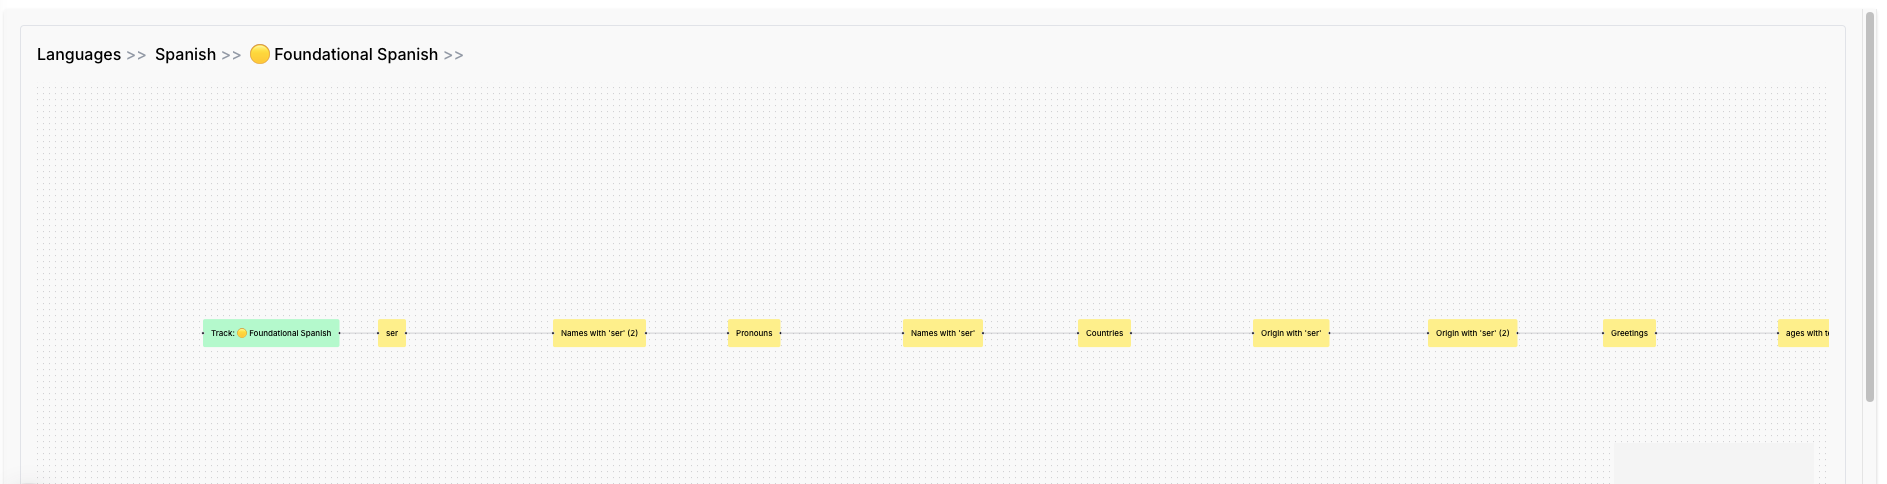 Languages >> Spanish >> 🟡 Foundational Spanish >>
Track: 🟡 Foundational Spanish
ser
Names with 'ser' (2)
Pronouns
Names with 'ser'
Countries
Origin with 'ser'
Origin with 'ser' (2)
Greetings
ages with